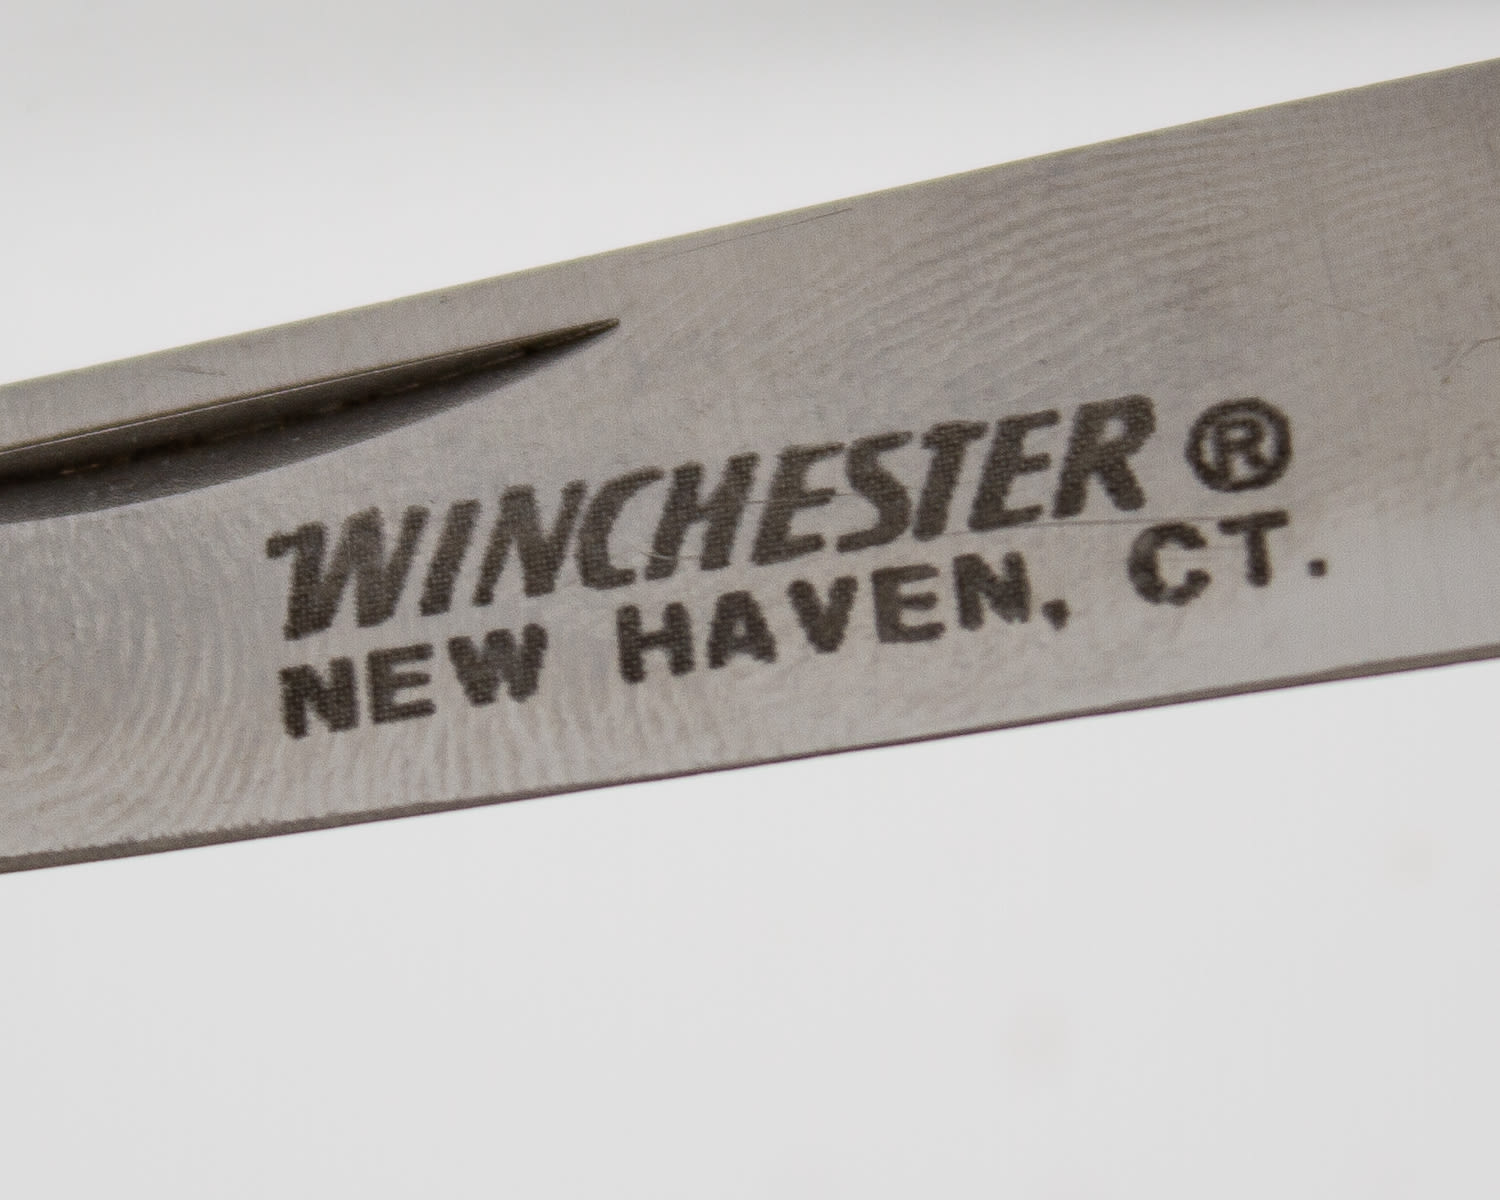 WINCHESTER ®
NEW HAVEN, CT.